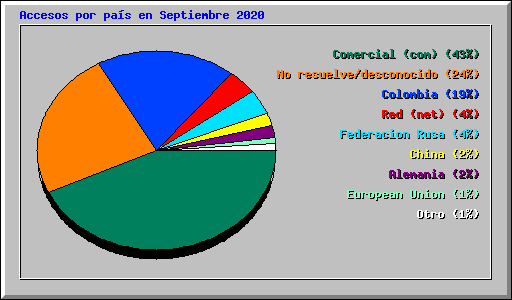 Accesos por país en Septiembre 2020
Comercial (com) (43%)
No resuelve/desconocido (24%)
Colombia (19%)
Red (net) (4%)
Federacion Rusa (4%)
China (2%)
Alemania (2%)
European Union (1%)
Otro (1%)